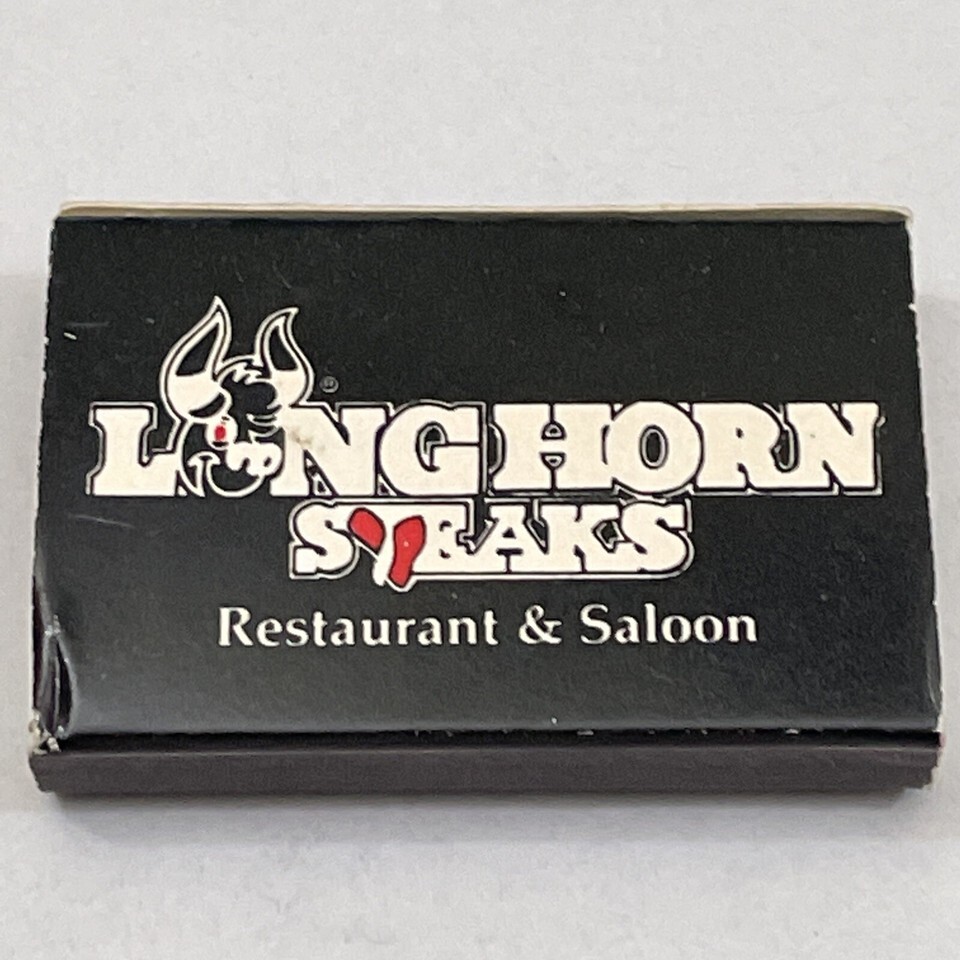 LONGHORN ®
STEAKS
Restaurant & Saloon